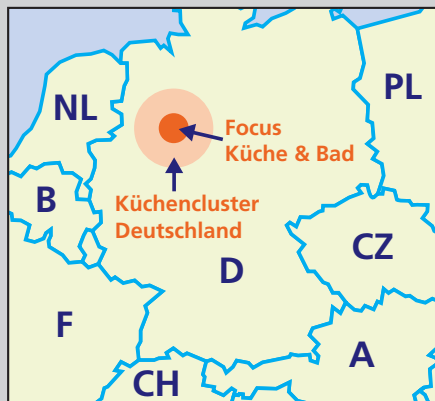 PL
NL
Focus
Küche & Bad
B
Küchencluster
Deutschland
CZ
D
F
A
CH